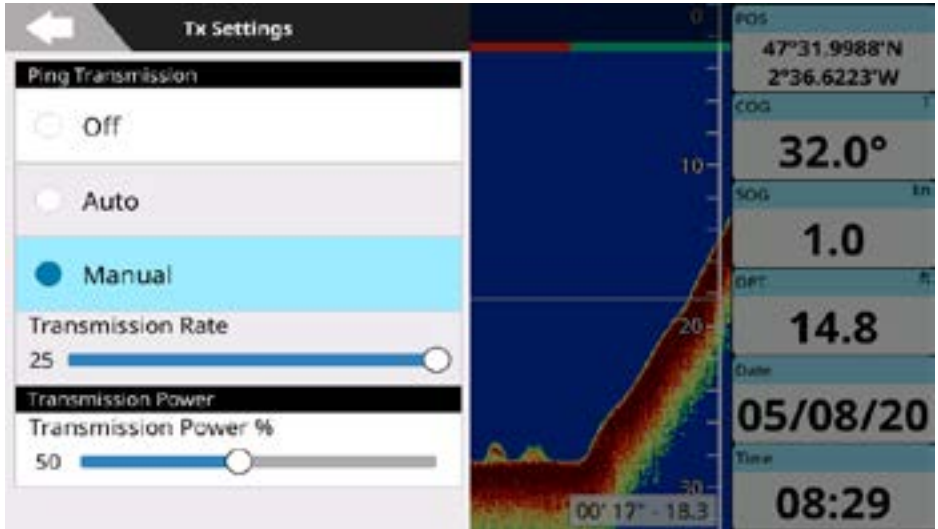 Tx Settings
Ping Transmission
Off
Auto
Manual
Transmission Rate
25
Transmission Power
Transmission Power %
50
0
10
20
30
00' 17" - 18.3
POS
47°31.9988'N
2°36.6223'W
COG T
32.0°
SOG kn
1.0
DPT ft
14.8
Date
05/08/20
Time
08:29